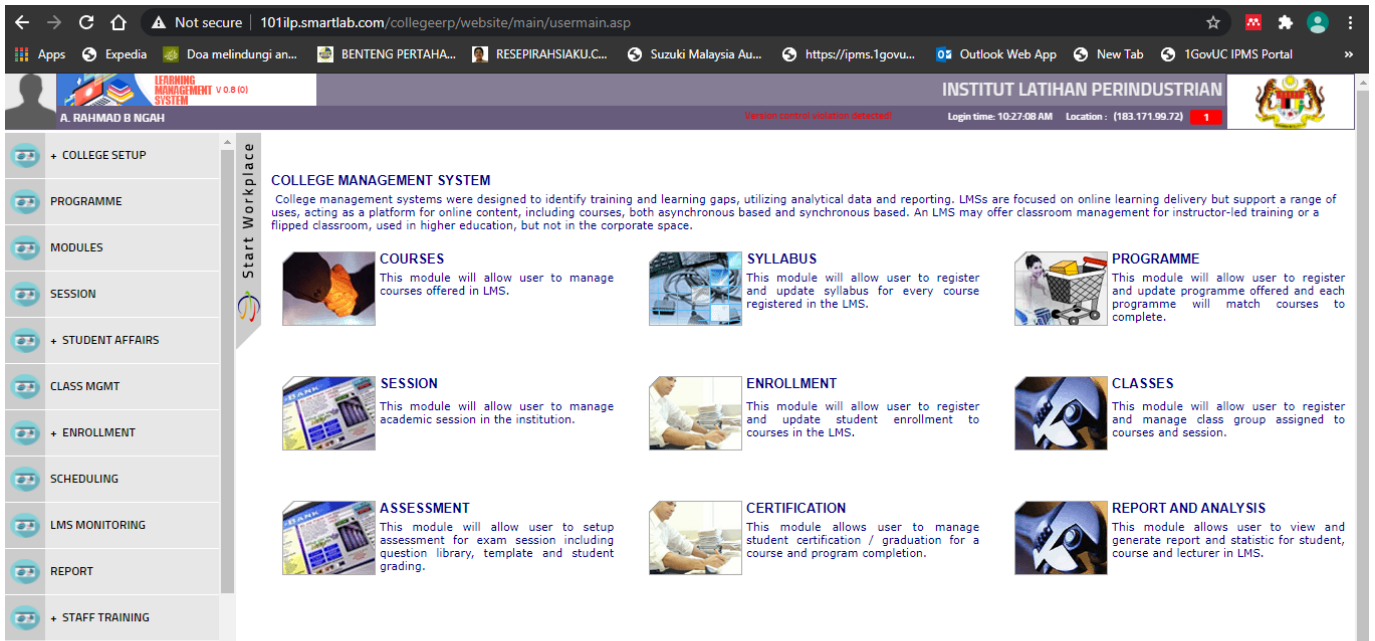 Not secure | 101ilp.smartlab.com/collegeerp/website/main/usermain.asp
Apps Expedia Doa melindungi an... BENTENG PERTAHA... RESEPIRAHSIAKU.C... Suzuki Malaysia Au... https://ipms.1govu... Outlook Web App New Tab 1GovUC IPMS Portal »
LEARNING
MANAGEMENT V 0.8 (0)
SYSTEM
INSTITUT LATIHAN PERINDUSTRIAN
A. RAHMAD B NGAH
Version control violation detected! Login time: 10:27:08 AM Location : (183.171.99.72) 1
+ COLLEGE SETUP
PROGRAMME
MODULES
SESSION
+ STUDENT AFFAIRS
CLASS MGMT
+ ENROLLMENT
SCHEDULING
LMS MONITORING
REPORT
+ STAFF TRAINING
Start Workplace
COLLEGE MANAGEMENT SYSTEM
College management systems were designed to identify training and learning gaps, utilizing analytical data and reporting. LMSs are focused on online learning delivery but support a range of
uses, acting as a platform for online content, including courses, both asynchronous based and synchronous based. An LMS may offer classroom management for instructor-led training or a
flipped classroom, used in higher education, but not in the corporate space.
COURSES
This module will allow user to manage
courses offered in LMS.
SYLLABUS
This module will allow user to register
and update syllabus for every course
registered in the LMS.
PROGRAMME
This module will allow user to register
and update programme offered and each
programme will match courses to
complete.
SESSION
This module will allow user to manage
academic session in the institution.
ENROLLMENT
This module will allow user to register
and update student enrollment to
courses in the LMS.
CLASSES
This module will allow user to register
and manage class group assigned to
courses and session.
ASSESSMENT
This module will allow user to setup
assessment for exam session including
question library, template and student
grading.
CERTIFICATION
This module allows user to manage
student certification / graduation for a
course and program completion.
REPORT AND ANALYSIS
This module allows user to view and
generate report and statistic for student,
course and lecturer in LMS.